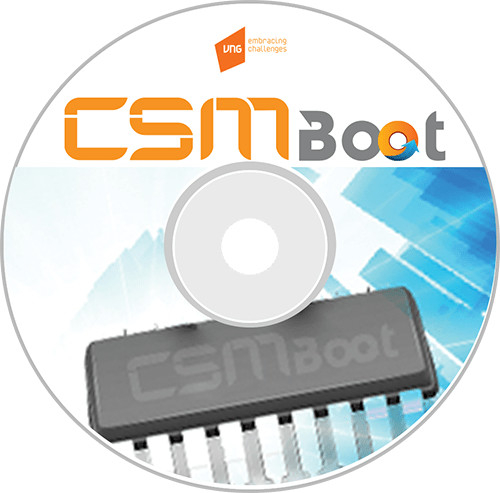 VNG
embracing
challenges
CSMBoot
CSMBoot